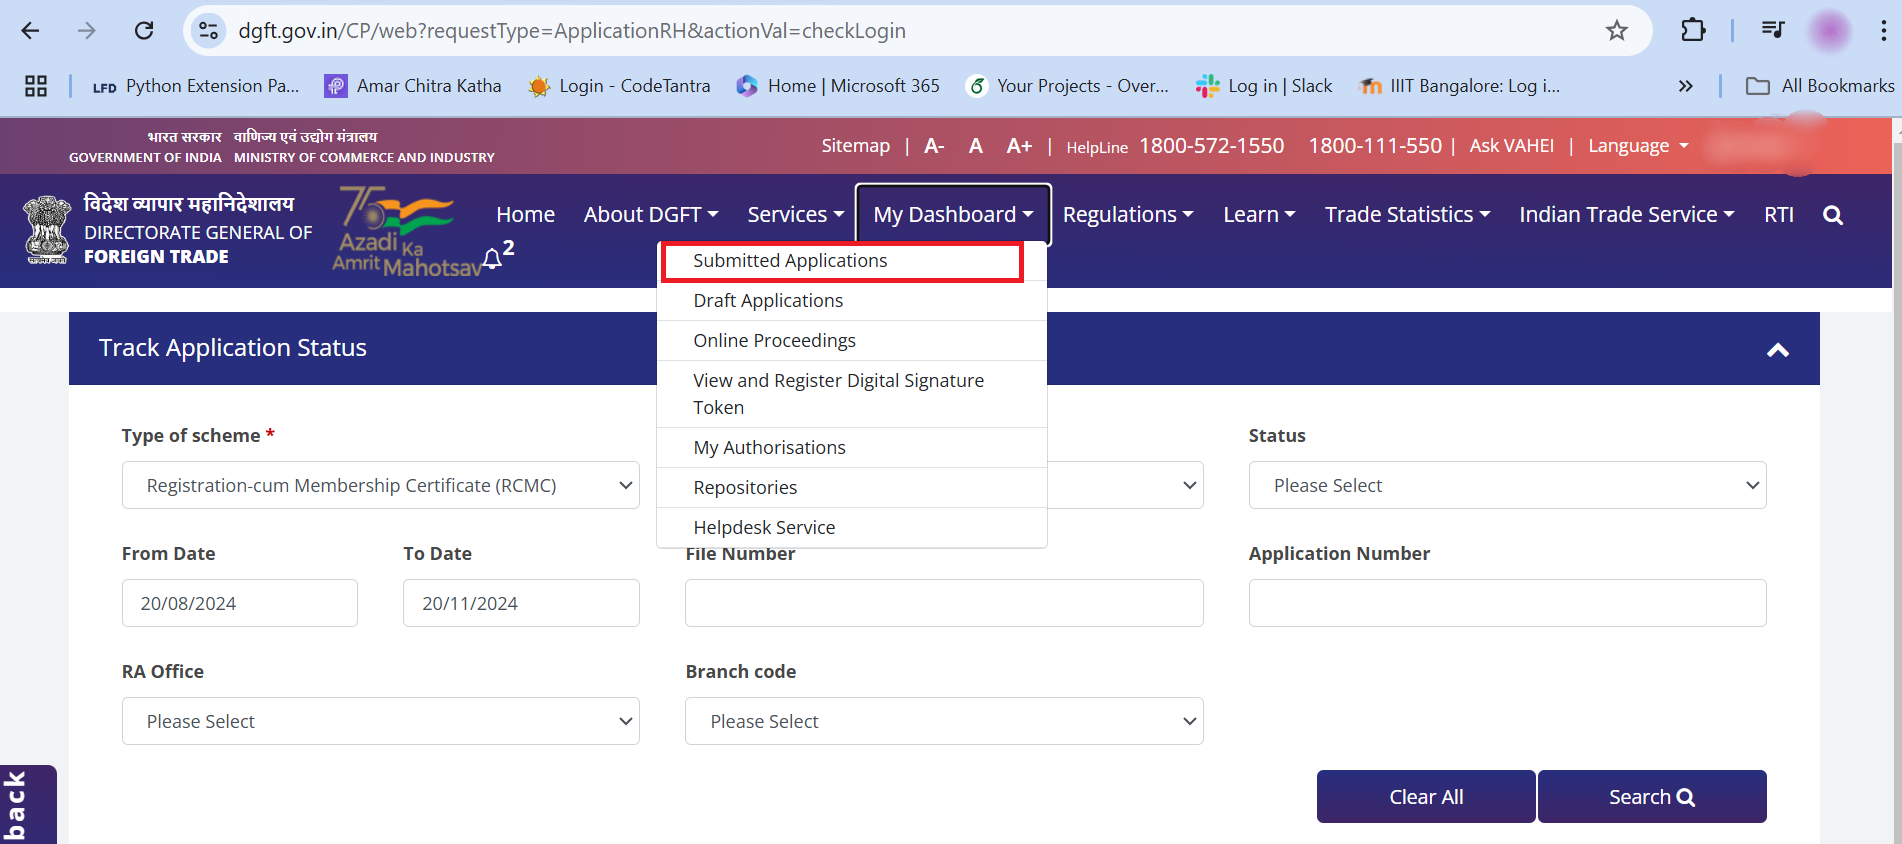 dgft.gov.in/CP/web?requestType=ApplicationRH&actionVal=checkLogin
LFD Python Extension Pa... Amar Chitra Katha Login - CodeTantra Home | Microsoft 365 Your Projects - Over... Log in | Slack IIIT Bangalore: Log i... » All Bookmarks
भारत सरकार वाणिज्य एवं उद्योग मंत्रालय
GOVERNMENT OF INDIA MINISTRY OF COMMERCE AND INDUSTRY
Sitemap | A- A A+ | HelpLine 1800-572-1550 1800-111-550 | Ask VAHEI | Language
विदेश व्यापार महानिदेशालय
DIRECTORATE GENERAL OF
FOREIGN TRADE
75
Azadi Ka
Amrit Mahotsav
2
Home About DGFT Services My Dashboard Regulations Learn Trade Statistics Indian Trade Service RTI
Submitted Applications
Draft Applications
Online Proceedings
View and Register Digital Signature
Token
My Authorisations
Repositories
Helpdesk Service
Track Application Status
Type of scheme * Status
Registration-cum Membership Certificate (RCMC) Please Select
From Date To Date File Number Application Number
20/08/2024 20/11/2024
RA Office Branch code
Please Select Please Select
Clear All Search
back